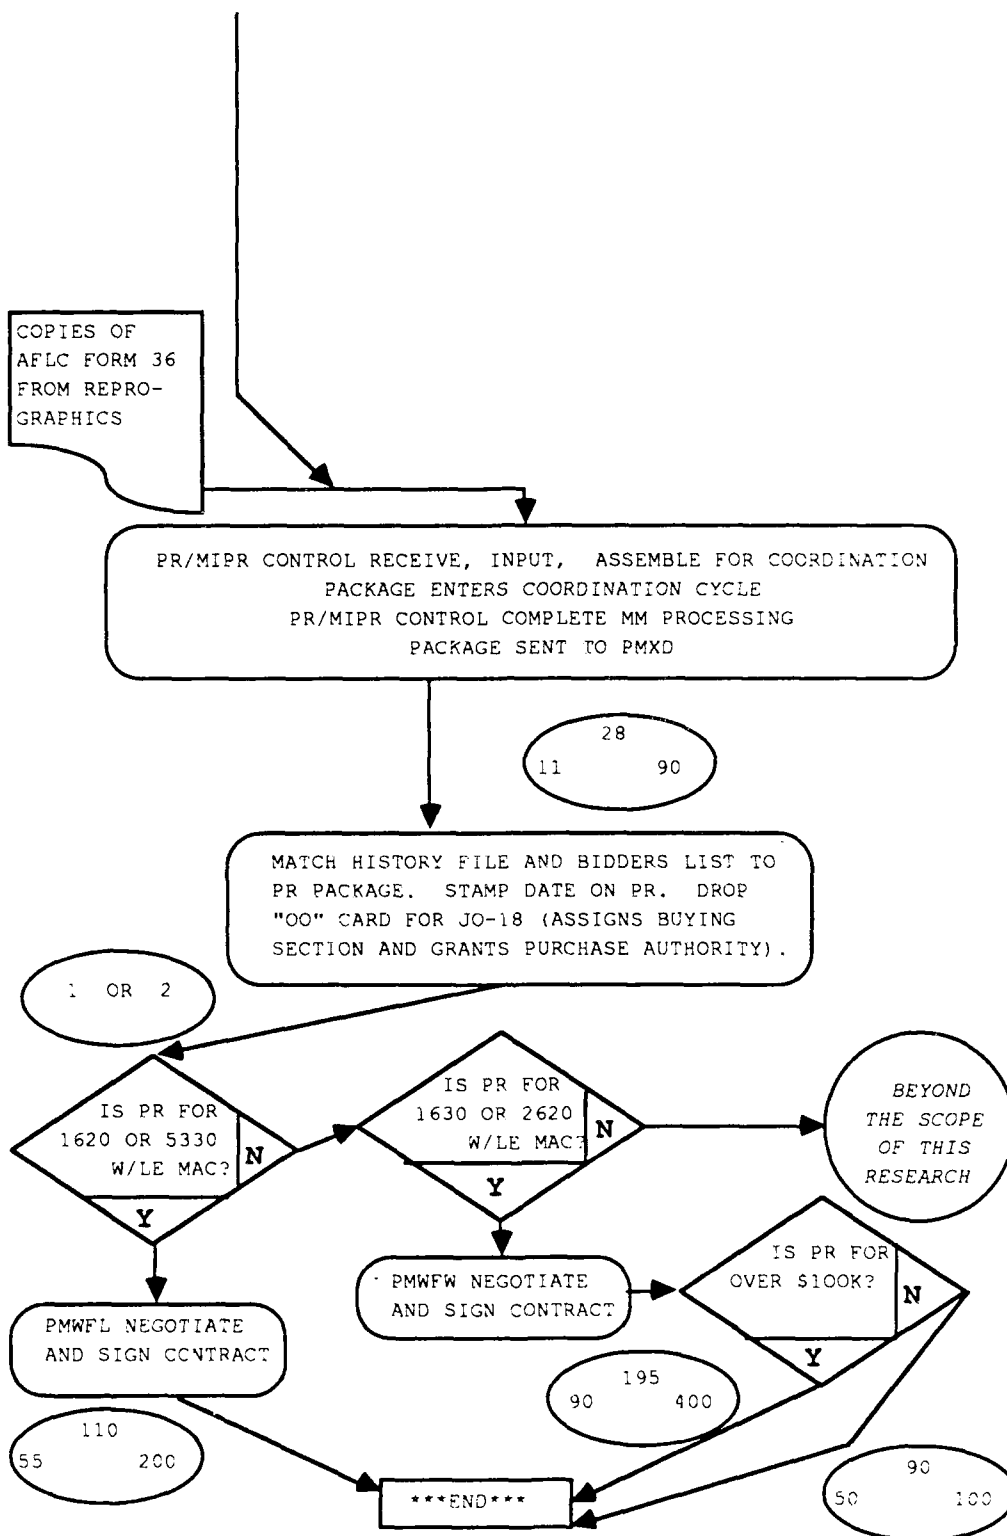 COPIES OF
AFLC FORM 36
FROM REPRO-
GRAPHICS
PR/MIPR CONTROL RECEIVE, INPUT, ASSEMBLE FOR COORDINATION
PACKAGE ENTERS COORDINATION CYCLE
PR/MIPR CONTROL COMPLETE MM PROCESSING
PACKAGE SENT TO PMXD
28
11 90
MATCH HISTORY FILE AND BIDDERS LIST TO
PR PACKAGE. STAMP DATE ON PR. DROP
"OO" CARD FOR JO-18 (ASSIGNS BUYING
SECTION AND GRANTS PURCHASE AUTHORITY).
1 OR 2
IS PR FOR
1620 OR 5330
W/LE MAC?
N
Y
IS PR FOR
1630 OR 2620
W/LE MAC?
N
Y
BEYOND
THE SCOPE
OF THIS
RESEARCH
PMWFL NEGOTIATE
AND SIGN CONTRACT
PMWFW NEGOTIATE
AND SIGN CONTRACT
IS PR FOR
OVER $100K?
N
Y
195
90 400
110
55 200
90
50 100
***END***